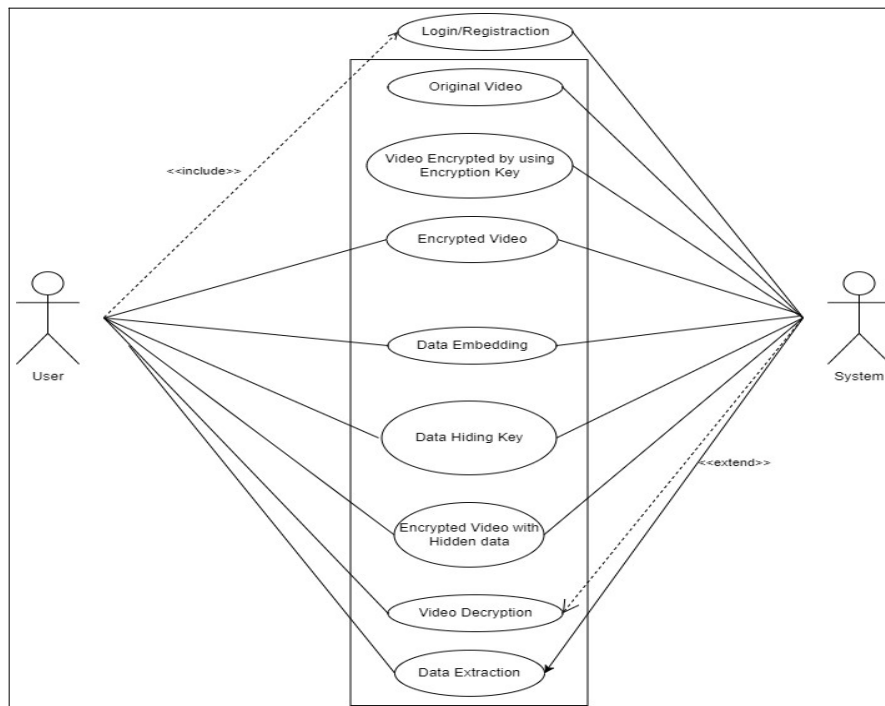 Login/Registraction
Original Video
Video Encrypted by using
Encryption Key
<<include>>
Encrypted Video
Data Embedding
User
System
Data Hiding Key
<<extend>>
Encrypted Video with
Hidden data
Video Decryption
Data Extraction